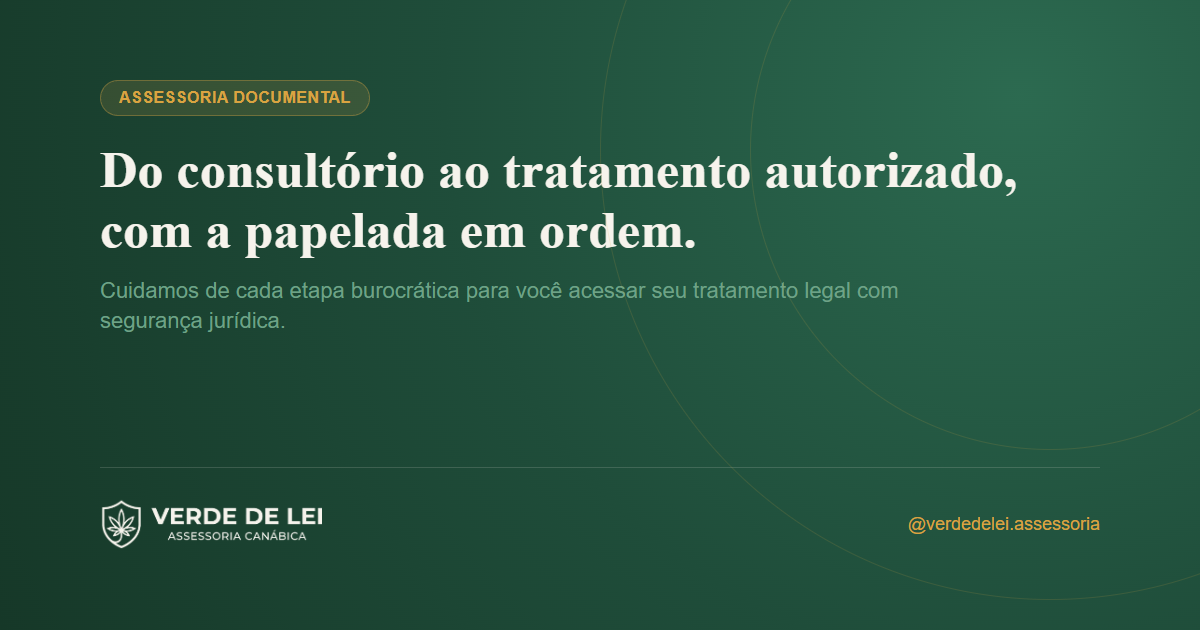 ASSESSORIA DOCUMENTAL
Do consultório ao tratamento autorizado,
com a papelada em ordem.
Cuidamos de cada etapa burocrática para você acessar seu tratamento legal com
segurança jurídica.
VERDE DE LEI
ASSESSORIA CANÁBICA
@verdedelei.assessoria